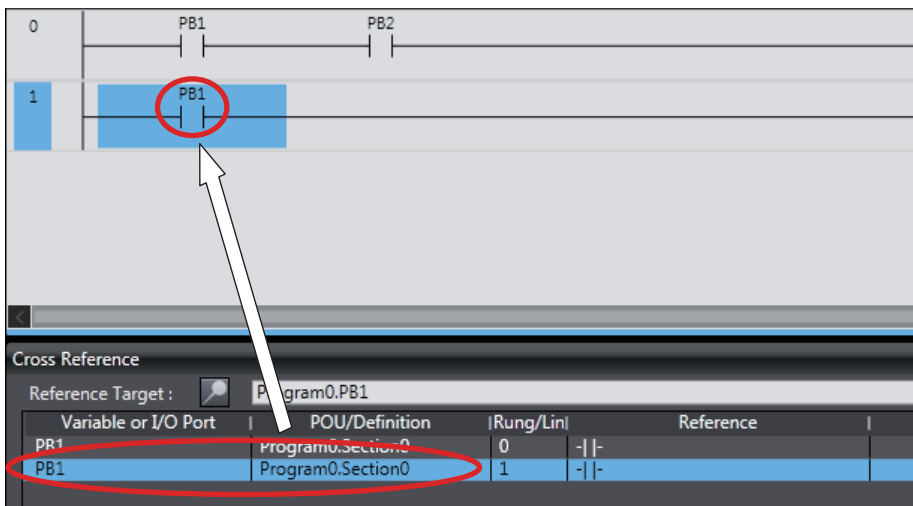 0 PB1 PB2
1 PB1
Cross Reference
Reference Target : Program0.PB1
Variable or I/O Port POU/Definition Rung/Lin Reference
PB1 Program0.Section0 0 -| |-
PB1 Program0.Section0 1 -| |-